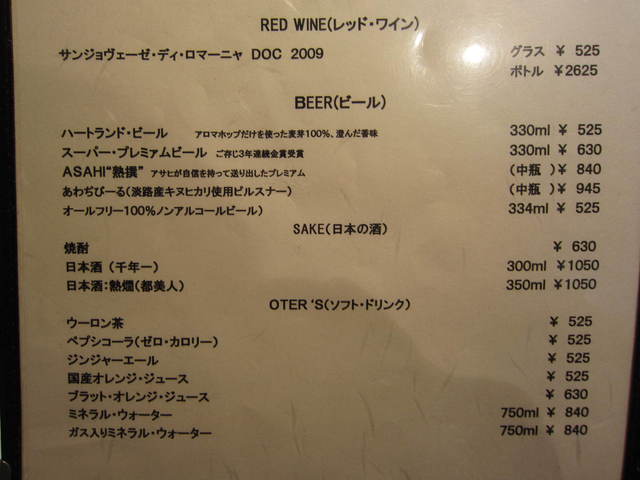 RED WINE(レッド・ワイン)
サンジョヴェーゼ・ディ・ロマーニャ DOC 2009 グラス ¥ 525
ボトル ¥2625
BEER(ビール)
ハートランド・ビール アロマホップだけを使った麦芽100%、澄んだ香味 330ml ¥ 525
スーパー・プレミアムビール ご存じ3年連続金賞受賞 330ml ¥ 630
ASAHI“熟撰” アサヒが自信を持って送り出したプレミアム (中瓶 )¥ 840
あわぢびーる(淡路産キヌヒカリ使用ピルスナー) (中瓶 )¥ 945
オールフリー100%ノンアルコールビール) 334ml ¥ 525
SAKE(日本の酒)
焼酎 ¥ 630
日本酒 (千年一) 300ml ¥1050
日本酒:熱燗(都美人) 350ml ¥1050
OTER'S(ソフト・ドリンク)
ウーロン茶 ¥ 525
ペプシコーラ(ゼロ・カロリー) ¥ 525
ジンジャーエール ¥ 525
国産オレンジ・ジュース ¥ 525
ブラット・オレンジ・ジュース ¥ 630
ミネラル・ウォーター 750ml ¥ 840
ガス入りミネラル・ウォーター 750ml ¥ 840